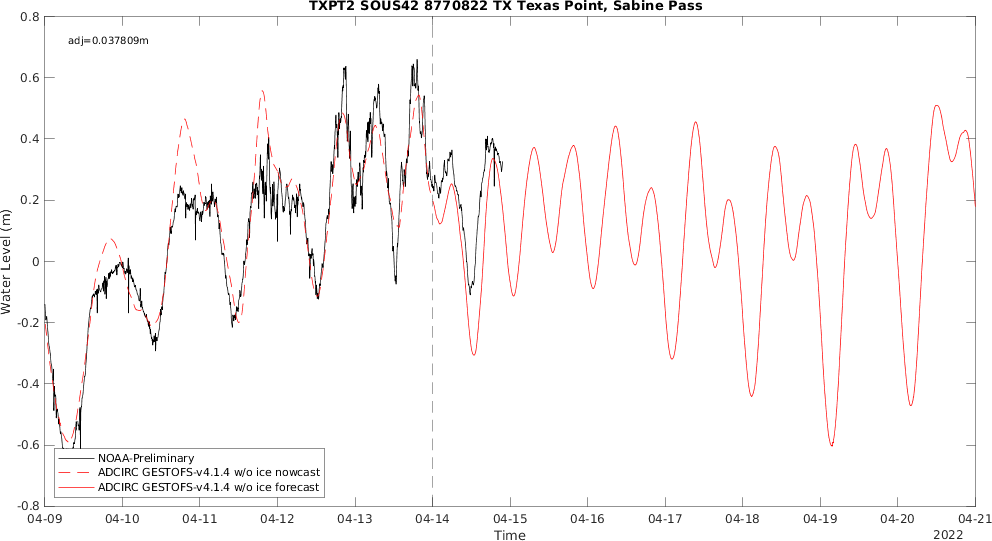 TXPT2 SOUS42 8770822 TX Texas Point, Sabine Pass
adj=0.037809m
0.8
0.6
0.4
0.2
0
-0.2
-0.4
-0.6
-0.8
Water Level (m)
NOAA-Preliminary
ADCIRC GESTOFS-v4.1.4 w/o ice nowcast
ADCIRC GESTOFS-v4.1.4 w/o ice forecast
04-09 04-10 04-11 04-12 04-13 04-14 04-15 04-16 04-17 04-18 04-19 04-20 04-21
Time
2022